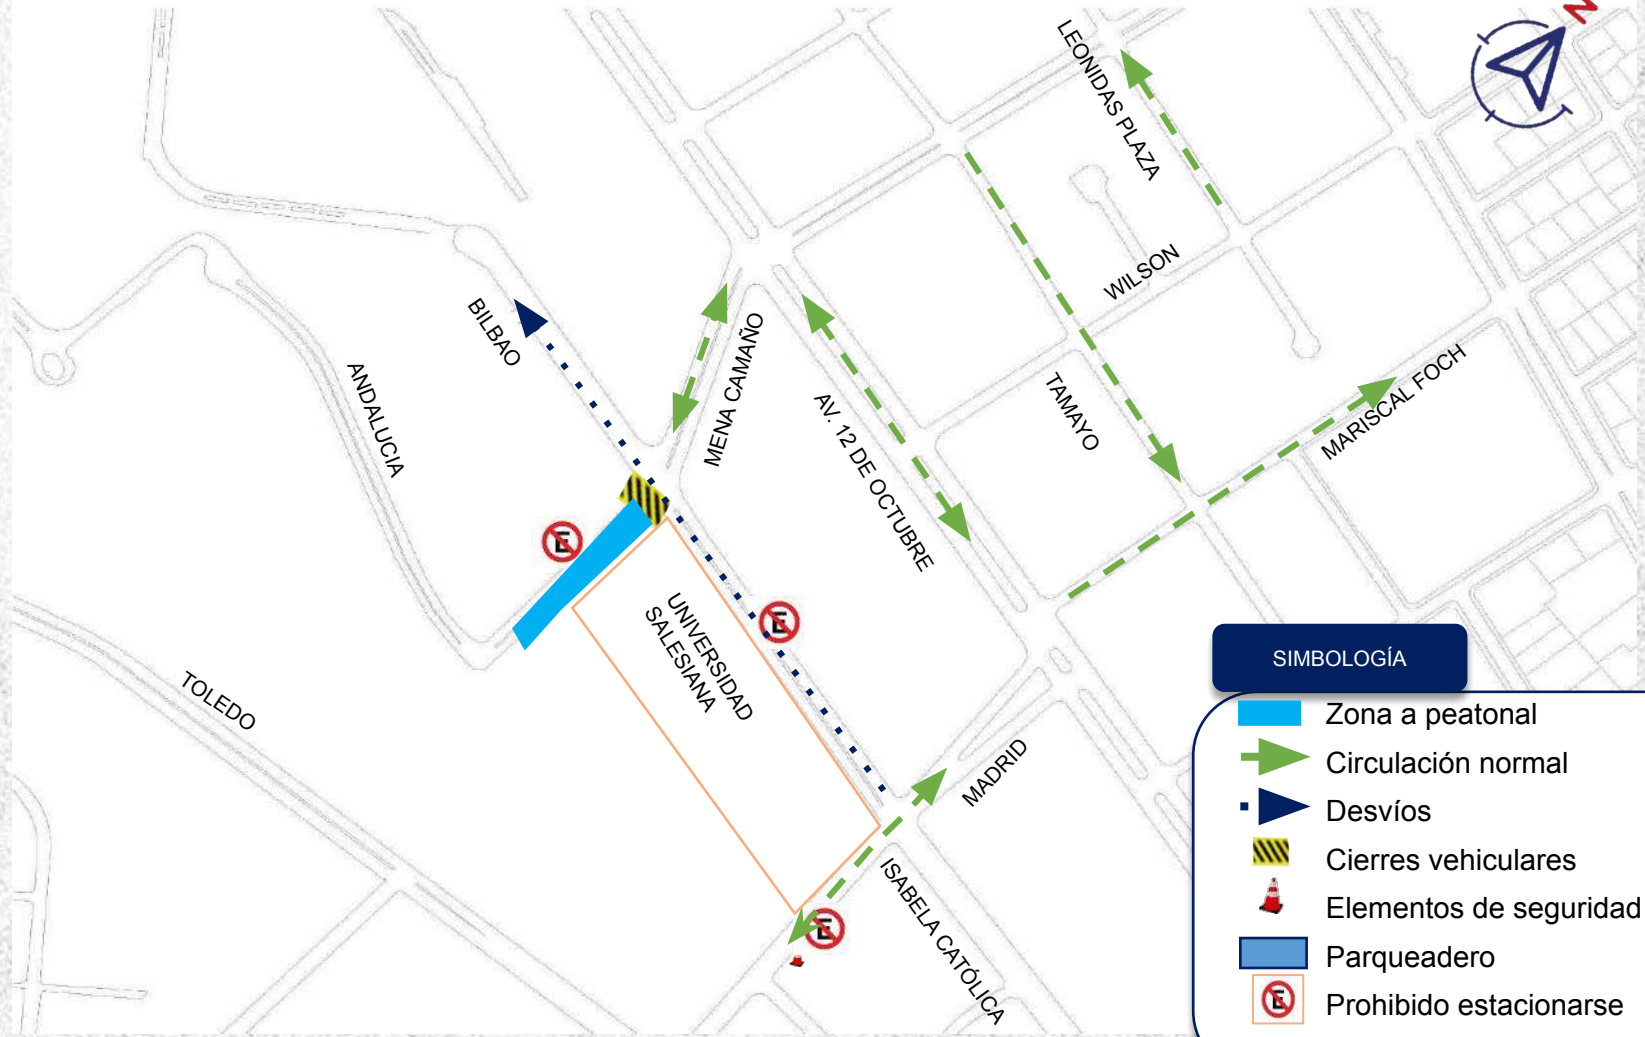 N
LEONIDAS PLAZA
WILSON
BILBAO
MENA CAMAÑO
ANDALUCIA
TAMAYO
MARISCAL FOCH
AV. 12 DE OCTUBRE
E
E
UNIVERSIDAD
SALESIANA
TOLEDO
MADRID
ISABELA CATÓLICA
E
SIMBOLOGÍA
Zona a peatonal
Circulación normal
Desvíos
Cierres vehiculares
Elementos de seguridad
Parqueadero
E
Prohibido estacionarse